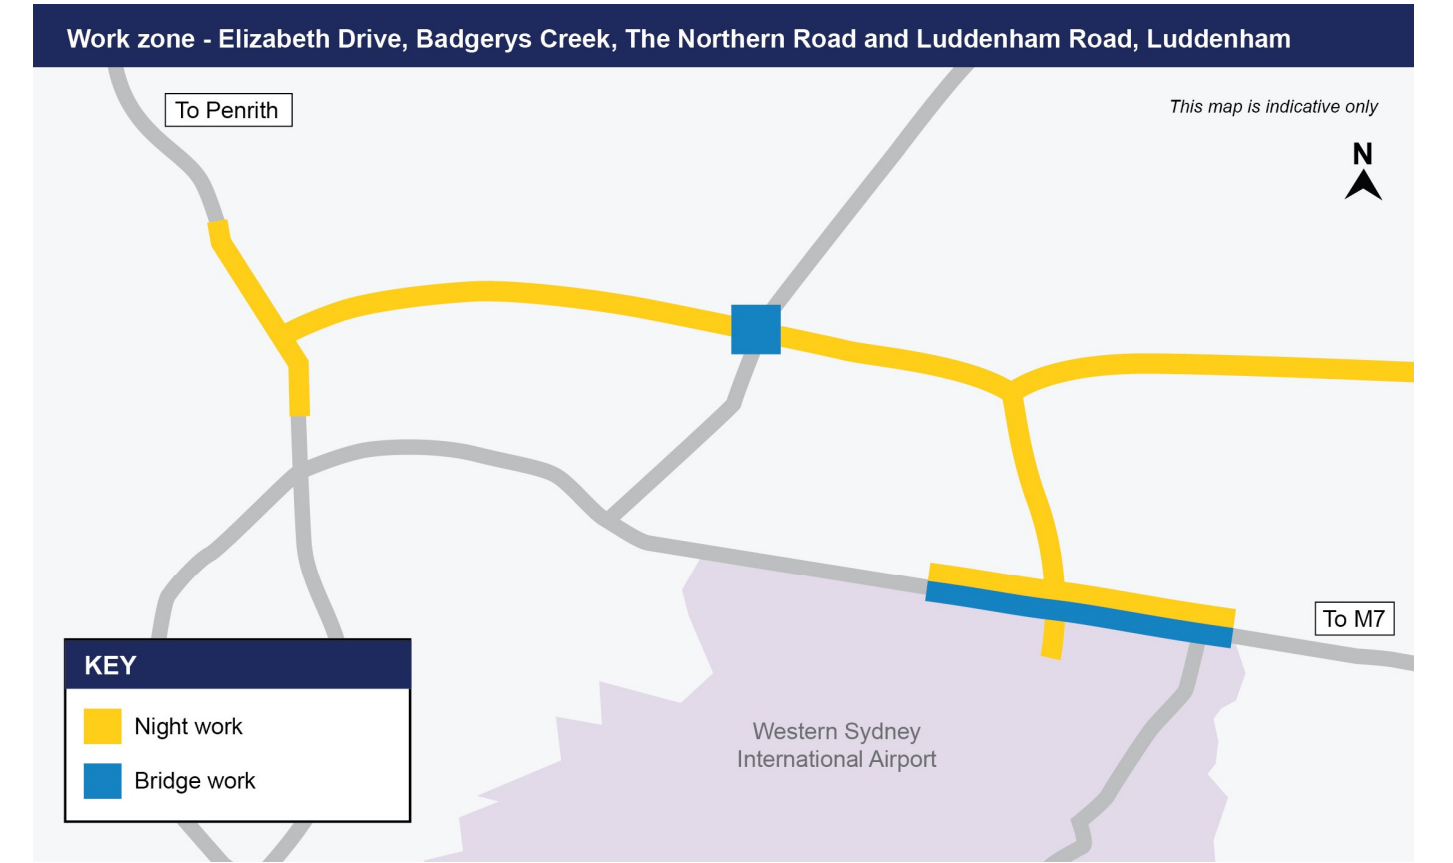 Work zone - Elizabeth Drive, Badgerys Creek, The Northern Road and Luddenham Road, Luddenham
To Penrith
This map is indicative only
N
To M7
KEY
Night work
Bridge work
Western Sydney
International Airport